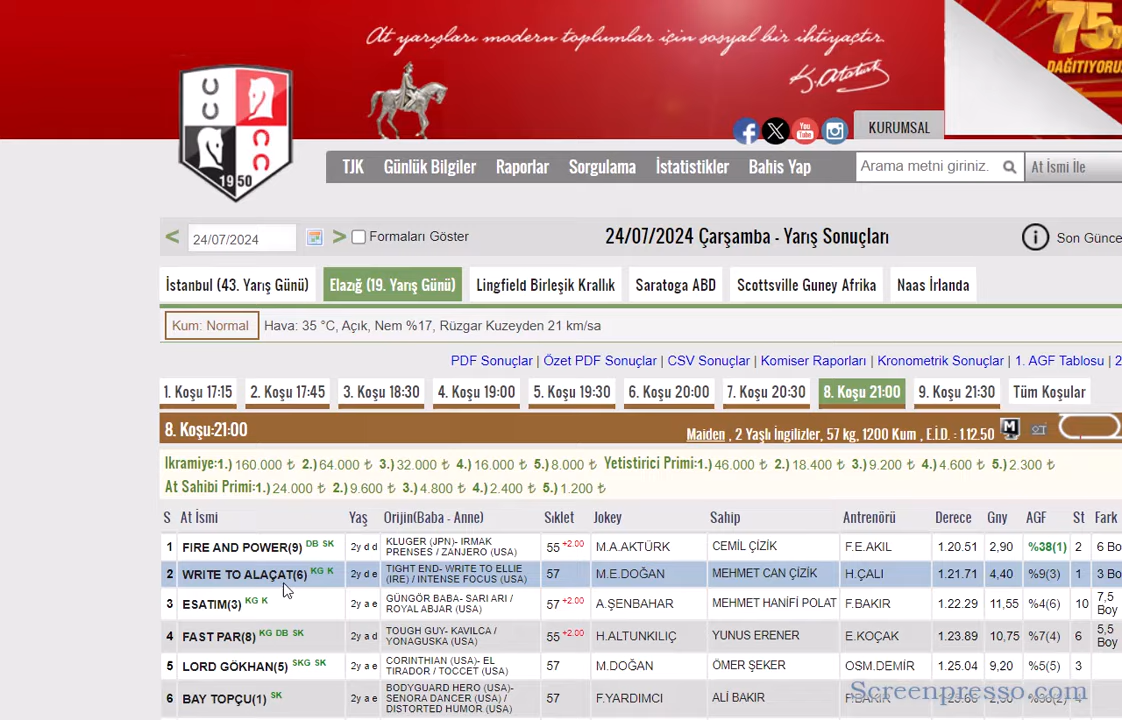 At yarışları modern toplumlar için sosyal bir ihtiyaçtır.
K. Atatürk
75
DAĞITIYORU
1950
KURUMSAL
TJK Günlük Bilgiler Raporlar Sorgulama İstatistikler Bahis Yap
Arama metni giriniz. At İsmi İle
< 24/07/2024 > Formaları Göster
24/07/2024 Çarşamba - Yarış Sonuçları
Son Günce
İstanbul (43. Yarış Günü) Elazığ (19. Yarış Günü) Lingfield Birleşik Krallık Saratoga ABD Scottsville Guney Afrika Naas İrlanda
Kum: Normal Hava: 35 °C, Açık, Nem %17, Rüzgar Kuzeyden 21 km/sa
PDF Sonuçlar | Özet PDF Sonuçlar | CSV Sonuçlar | Komiser Raporları | Kronometrik Sonuçlar | 1. AGF Tablosu | 2
1. Koşu 17:15 2. Koşu 17:45 3. Koşu 18:30 4. Koşu 19:00 5. Koşu 19:30 6. Koşu 20:00 7. Koşu 20:30 8. Koşu 21:00 9. Koşu 21:30 Tüm Koşular
8. Koşu:21:00
Maiden , 2 Yaşlı İngilizler, 57 kg, 1200 Kum , E.İ.D. : 1.12.50
Ikramiye:1.) 160.000 ₺ 2.) 64.000 ₺ 3.) 32.000 ₺ 4.) 16.000 ₺ 5.) 8.000 ₺ Yetistirici Primi:1.) 46.000 ₺ 2.) 18.400 ₺ 3.) 9.200 ₺ 4.) 4.600 ₺ 5.) 2.300 ₺
At Sahibi Primi:1.) 24.000 ₺ 2.) 9.600 ₺ 3.) 4.800 ₺ 4.) 2.400 ₺ 5.) 1.200 ₺
S At İsmi Yaş Orijin(Baba - Anne) Sıklet Jokey Sahip Antrenörü Derece Gny AGF St Fark
1 FIRE AND POWER(9) DB SK 2y d d KLUGER (JPN)- IRMAK PRENSES / ZANJERO (USA) 55 +2.00 M.A.AKTÜRK CEMİL ÇİZİK F.E.AKIL 1.20.51 2,90 %38(1) 2 6 Bo
2 WRITE TO ALAÇAT(6) KG K 2y d e TIGHT END- WRITE TO ELLIE (IRE) / INTENSE FOCUS (USA) 57 M.E.DOĞAN MEHMET CAN ÇİZİK H.ÇALI 1.21.71 4,40 %9(3) 1 3 Bo
3 ESATIM(3) KG K 2y a e GÜNGÖR BABA- SARI ARI / ROYAL ABJAR (USA) 57 +2.00 A.ŞENBAHAR MEHMET HANİFİ POLAT F.BAKIR 1.22.29 11,55 %4(6) 10 7,5 Boy
4 FAST PAR(8) KG DB SK 2y a d TOUGH GUY- KAVILCA / YONAGUSKA (USA) 55 +2.00 H.ALTUNKILIÇ YUNUS ERENER E.KOÇAK 1.23.89 10,75 %7(4) 6 5,5 Boy
5 LORD GÖKHAN(5) SKG SK 2y a e CORINTHIAN (USA)- EL TIRADOR / TOCCET (USA) 57 M.DOĞAN ÖMER ŞEKER OSM.DEMİR 1.25.04 9,20 %5(5) 3
6 BAY TOPÇU(1) SK 2y a e BODYGUARD HERO (USA)- SENORA DANCER (USA) / DISTORTED HUMOR (USA) 57 F.YARDIMCI ALİ BAKIR
Screenpresso.com